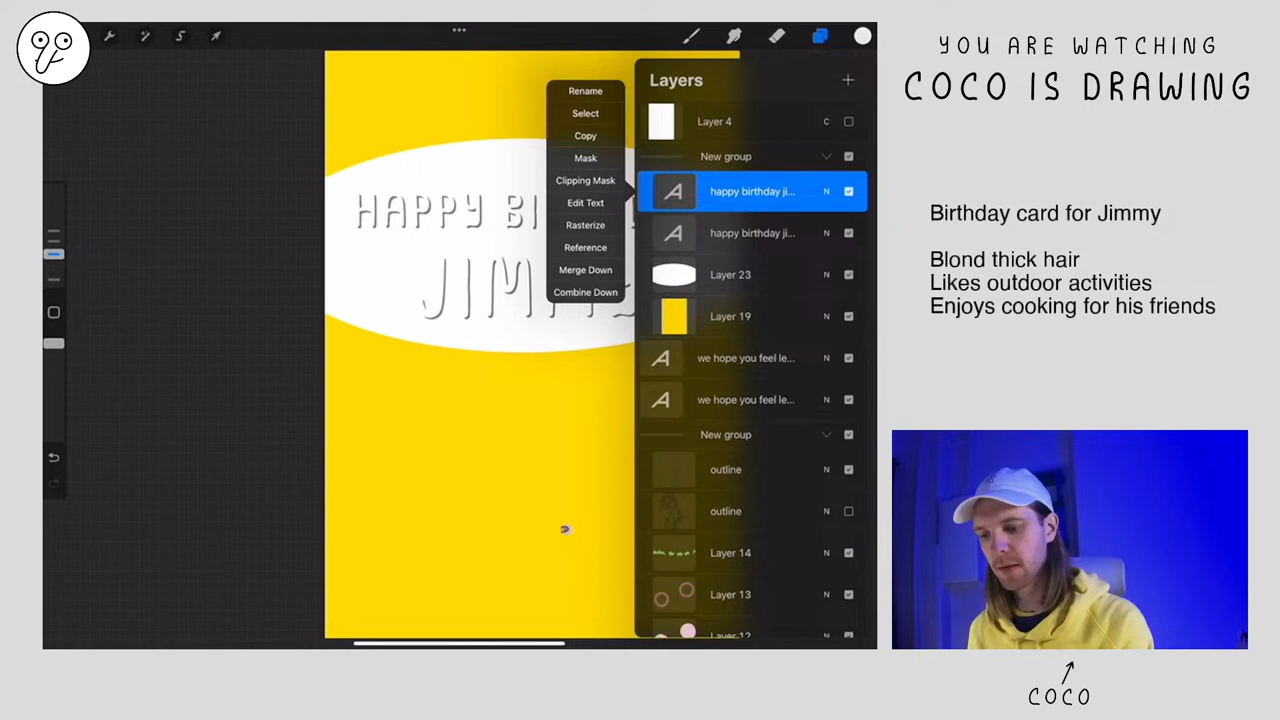 YOU ARE WATCHING
COCO IS DRAWING
Birthday card for Jimmy
Blond thick hair
Likes outdoor activities
Enjoys cooking for his friends
COCO
HAPPY BI
JIM
Rename
Select
Copy
Mask
Clipping Mask
Edit Text
Rasterize
Reference
Merge Down
Combine Down
Layers
Layer 4 C
New group
A happy birthday ji... N
A happy birthday ji... N
Layer 23 N
Layer 19 N
A we hope you feel le... N
A we hope you feel le... N
New group
outline N
outline N
Layer 14 N
Layer 13 N
Layer 12 N